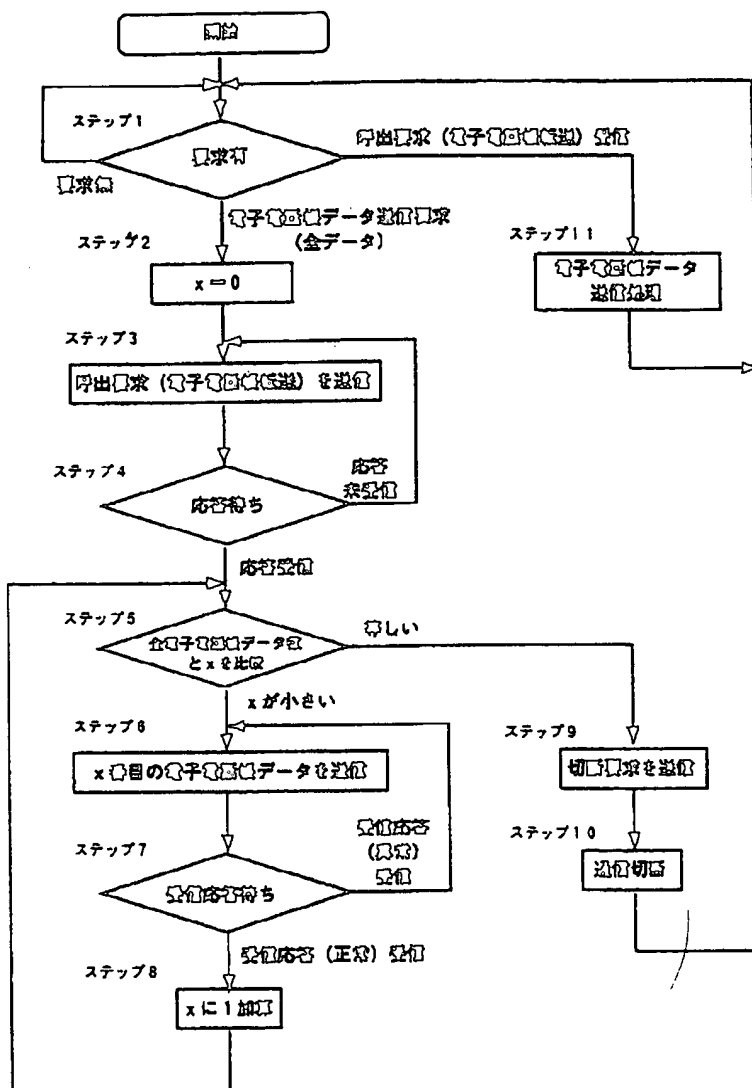 開始
ステップ1
要求有
呼出要求（電子電話帳転送）受信
要求無
電子電話帳データ送信要求
（全データ）
ステップ2
x＝0
ステップ11
電子電話帳データ
送信処理
ステップ3
呼出要求（電子電話帳転送）を送信
ステップ4
応答待ち
応答
未受信
応答受信
ステップ5
全電子電話帳データ数
とxを比較
等しい
xが小さい
ステップ6
x番目の電子電話帳データを送信
ステップ9
切断要求を送信
ステップ7
受信応答待ち
受信応答
（異常）
受信
ステップ10
通信切断
受信応答（正常）受信
ステップ8
xに1加算